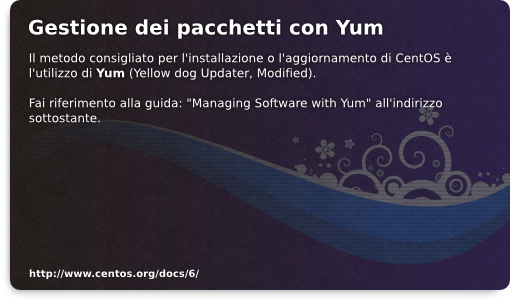 Gestione dei pacchetti con Yum
Il metodo consigliato per l'installazione o l'aggiornamento di CentOS è
l'utilizzo di Yum (Yellow dog Updater, Modified).
Fai riferimento alla guida: "Managing Software with Yum" all'indirizzo
sottostante.
http://www.centos.org/docs/6/